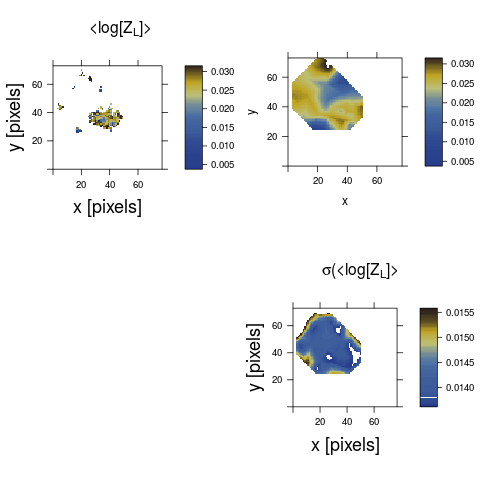 <log[Z_L]>
y [pixels]
60
40
20
20 40 60
x [pixels]
0.030
0.025
0.020
0.015
0.010
0.005
y
60
40
20
20 40 60
x
0.030
0.025
0.020
0.015
0.010
0.005
σ(<log[Z_L]>
y [pixels]
60
40
20
20 40 60
x [pixels]
0.0155
0.0150
0.0145
0.0140